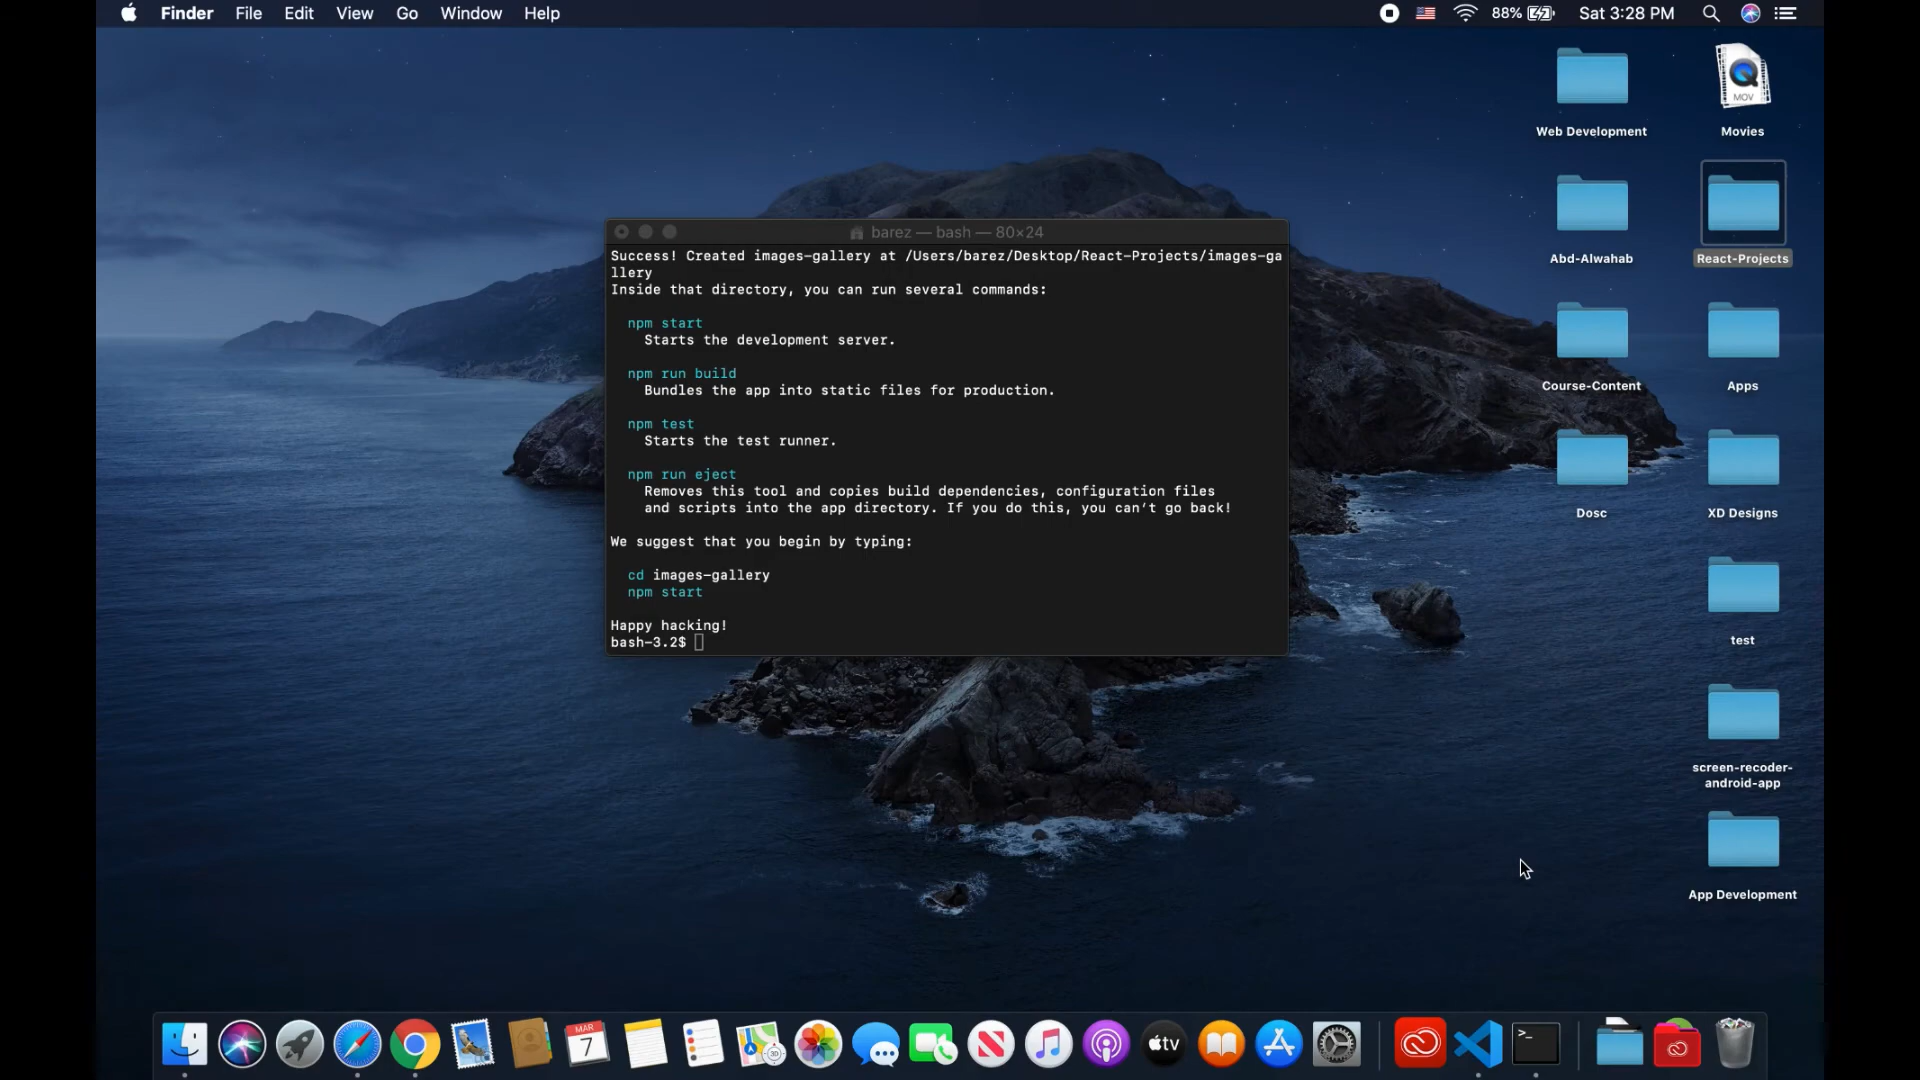 Finder File Edit View Go Window Help 88% Sat 3:28 PM
Web Development
Movies
Abd-Alwahab
React-Projects
Course-Content
Apps
Dosc
XD Designs
test
screen-recoder-
android-app
App Development
barez — bash — 80×24
Success! Created images-gallery at /Users/barez/Desktop/React-Projects/images-ga
llery
Inside that directory, you can run several commands:
npm start
Starts the development server.
npm run build
Bundles the app into static files for production.
npm test
Starts the test runner.
npm run eject
Removes this tool and copies build dependencies, configuration files
and scripts into the app directory. If you do this, you can't go back!
We suggest that you begin by typing:
cd images-gallery
npm start
Happy hacking!
bash-3.2$
MOV
MAR
7
3D
tv
>_